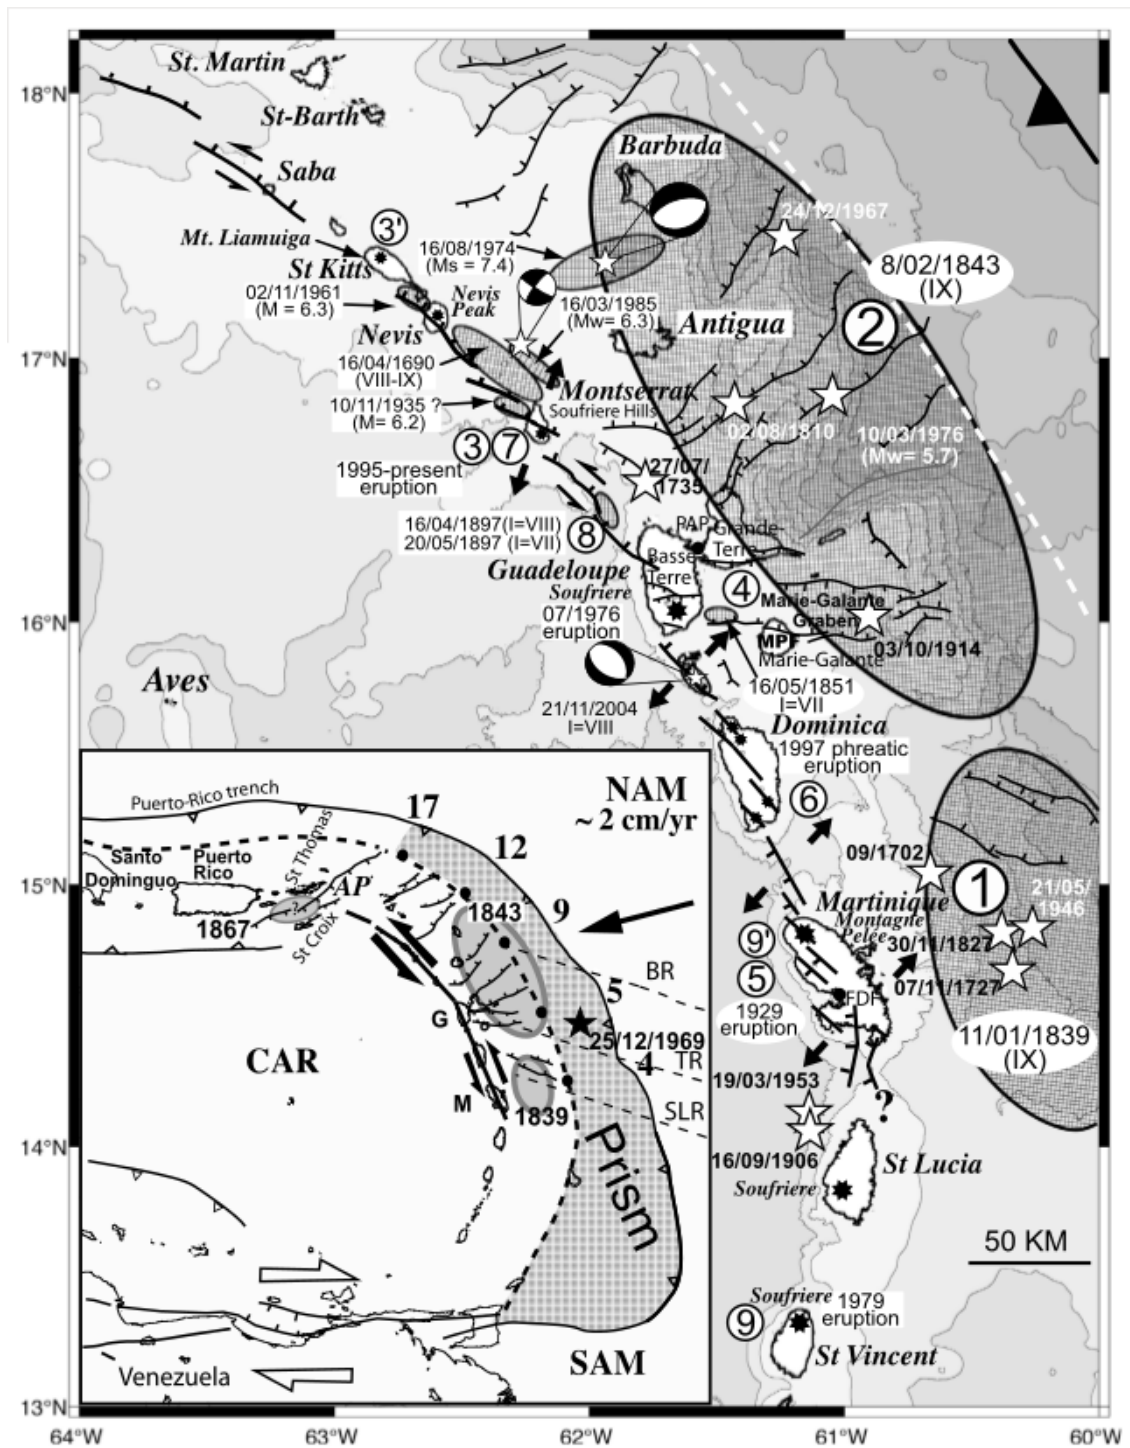 18°N
17°N
16°N
15°N
14°N
13°N
64°W
63°W
62°W
61°W
60°W
St. Martin
St-Barth
Saba
Mt. Liamuiga
3'
St Kitts
02/11/1961
(M = 6.3)
Nevis
Peak
Nevis
16/08/1974
(Ms = 7.4)
16/03/1985
(Mw= 6.3)
16/04/1690
(VIII-IX)
10/11/1935 ?
(M= 6.2)
Barbuda
24/12/1967
8/02/1843
(IX)
2
Antigua
Montserrat
Soufriere Hills
3
7
1995-present
eruption
02/08/1810
10/03/1976
(Mw= 5.7)
27/07/
1735
16/04/1897(I=VIII)
20/05/1897 (I=VII)
8
PAP
Grande-
Terre
Basse
Terre
Guadeloupe
Soufriere
07/1976
eruption
4
Marie-Galante
Graben
MPF
Marie-Galante
03/10/1914
16/05/1851
I=VII
21/11/2004
I=VIII
Aves
Dominica
1997 phreatic
eruption
6
09/1702
1
21/05/
1946
Martinique
Montagne
Pelée
30/11/1827
07/11/1727
9'
5
1929
eruption
FDF
11/01/1839
(IX)
19/03/1953
?
16/09/1906
St Lucia
Soufriere
50 KM
Soufriere
1979
eruption
9
St Vincent
Puerto-Rico trench
17
NAM
~ 2 cm/yr
12
Santo
Dominguo
Puerto
Rico
St Thomas
AP
?
1867
St Croix
1843
9
BR
5
G
25/12/1969
4
TR
CAR
M
1839
SLR
Prism
SAM
Venezuela